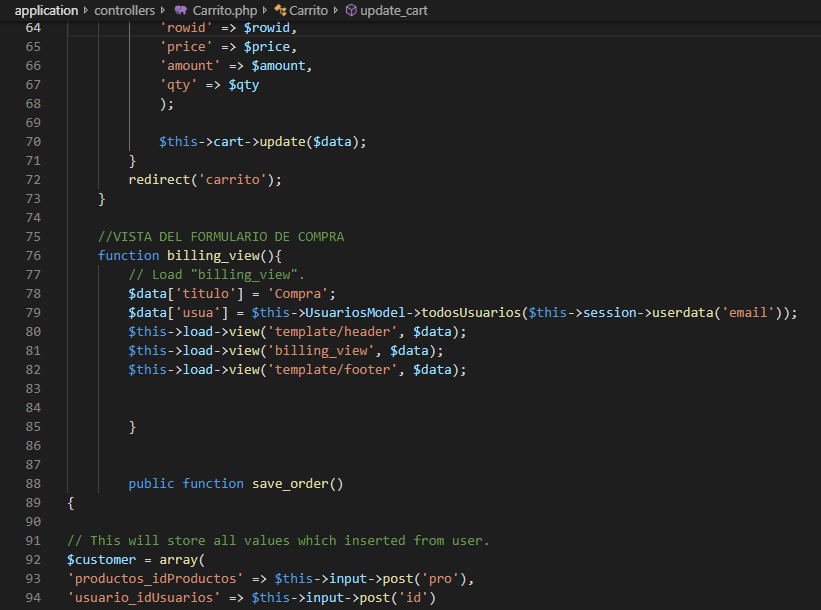 application controllers Carrito.php Carrito update_cart
64 'rowid' => $rowid,
65 'price' => $price,
66 'amount' => $amount,
67 'qty' => $qty
68 );
69
70 $this->cart->update($data);
71 }
72 redirect('carrito');
73 }
74
75 //VISTA DEL FORMULARIO DE COMPRA
76 function billing_view(){
77 // Load "billing_view".
78 $data['titulo'] = 'Compra';
79 $data['usua'] = $this->UsuariosModel->todosUsuarios($this->session->userdata('email'));
80 $this->load->view('template/header', $data);
81 $this->load->view('billing_view', $data);
82 $this->load->view('template/footer', $data);
83
84
85 }
86
87
88 public function save_order()
89 {
90
91 // This will store all values which inserted from user.
92 $customer = array(
93 'productos_idProductos' => $this->input->post('pro'),
94 'usuario_idUsuarios' => $this->input->post('id')